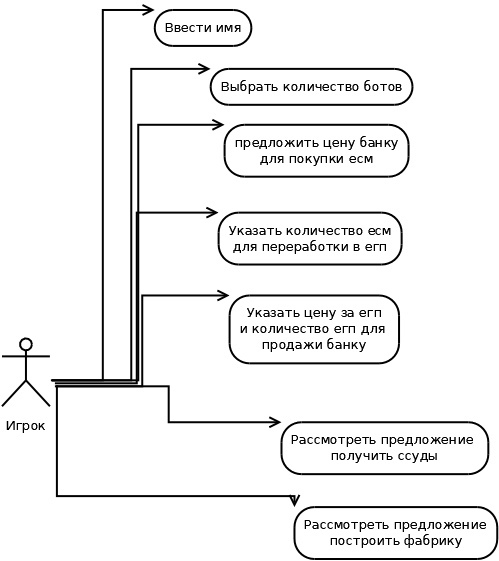 Ввести имя
Выбрать количество ботов
предложить цену банку
для покупки есм
Указать количество есм
для переработки в егп
Указать цену за егп
и количество егп для
продажи банку
Игрок
Рассмотреть предложение
получить ссуды
Рассмотреть предложение
построить фабрику